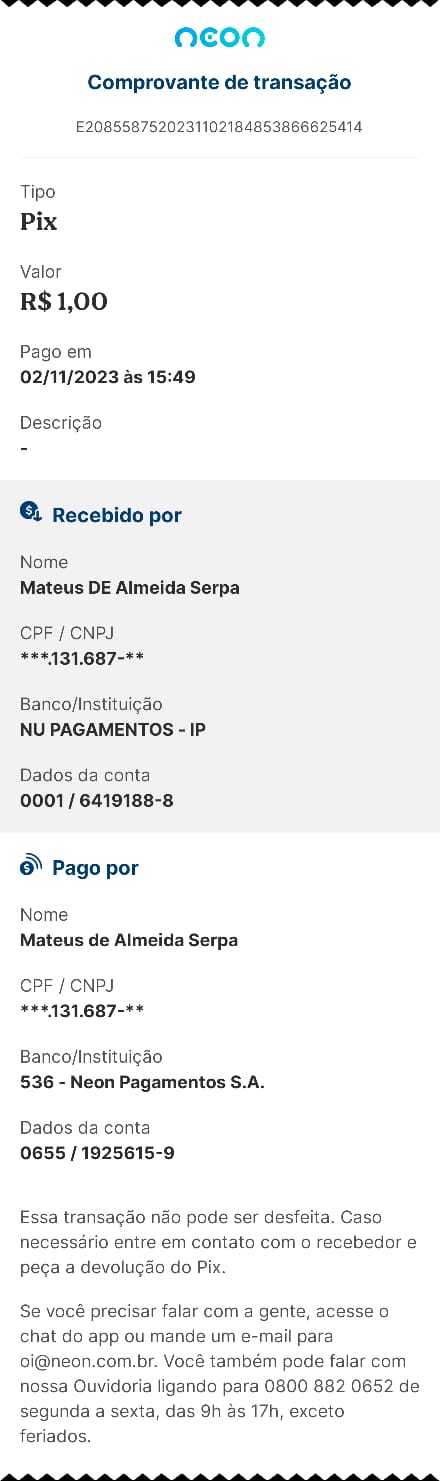 neon
Comprovante de transação
E2085587520231102184853866625414
Tipo
Pix
Valor
R$ 1,00
Pago em
02/11/2023 às 15:49
Descrição
-
Recebido por
Nome
Mateus DE Almeida Serpa
CPF / CNPJ
***.131.687-**
Banco/Instituição
NU PAGAMENTOS - IP
Dados da conta
0001 / 6419188-8
Pago por
Nome
Mateus de Almeida Serpa
CPF / CNPJ
***.131.687-**
Banco/Instituição
536 - Neon Pagamentos S.A.
Dados da conta
0655 / 1925615-9
Essa transação não pode ser desfeita. Caso
necessário entre em contato com o recebedor e
peça a devolução do Pix.
Se você precisar falar com a gente, acesse o
chat do app ou mande um e-mail para
oi@neon.com.br. Você também pode falar com
nossa Ouvidoria ligando para 0800 882 0652 de
segunda a sexta, das 9h às 17h, exceto
feriados.